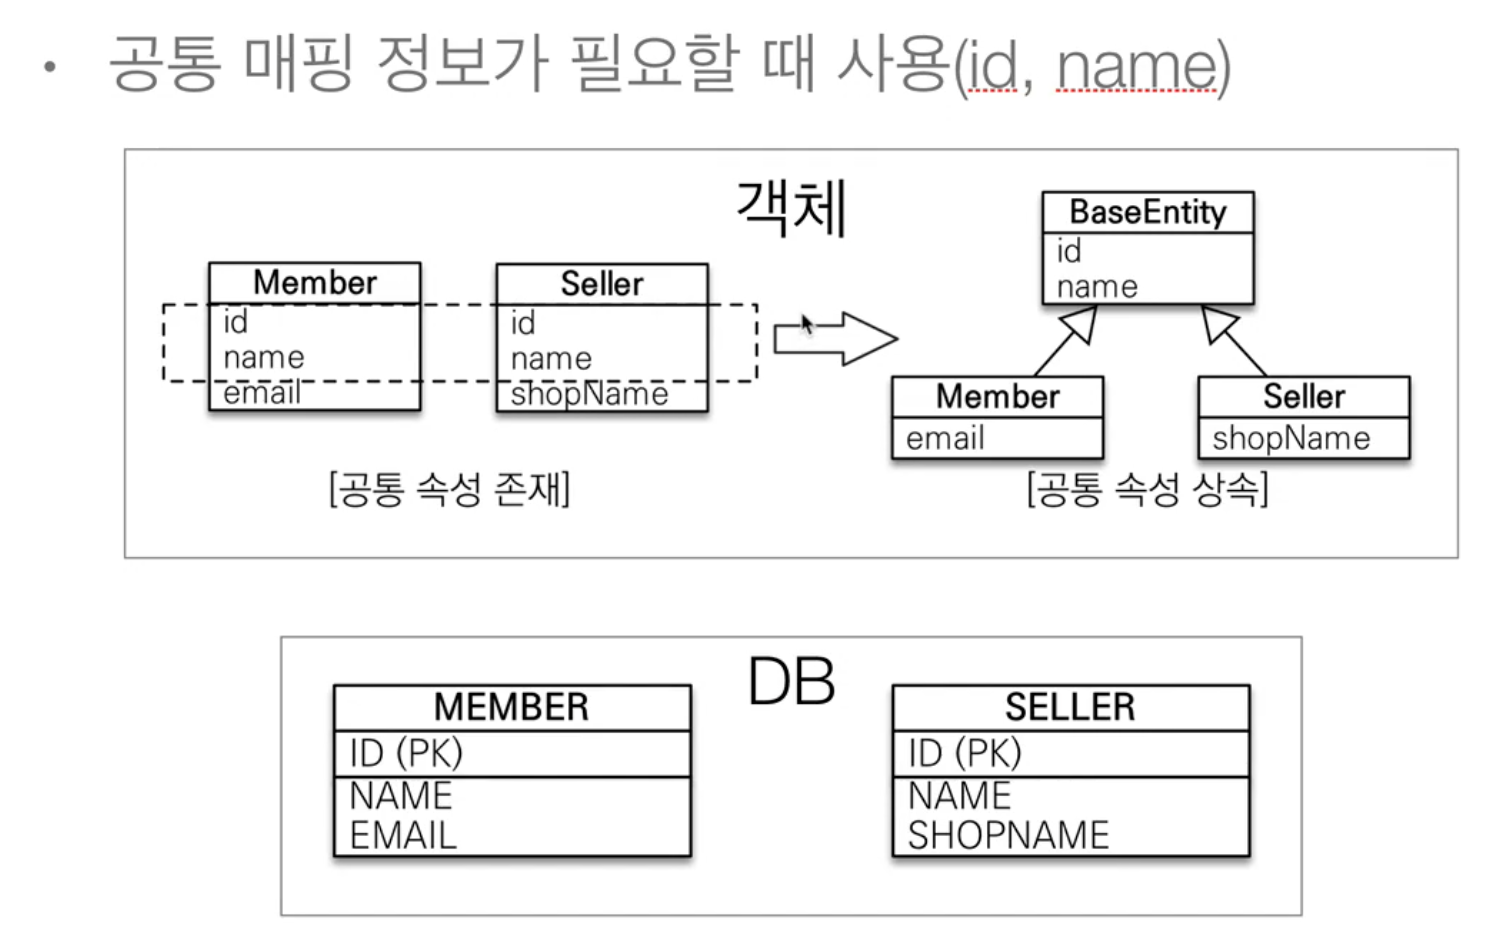 • 공통 매핑 정보가 필요할 때 사용(id, name)
객체
Member
id
name
email
Seller
id
name
shopName
[공통 속성 존재]
BaseEntity
id
name
Member
email
Seller
shopName
[공통 속성 상속]
DB
MEMBER
ID (PK)
NAME
EMAIL
SELLER
ID (PK)
NAME
SHOPNAME